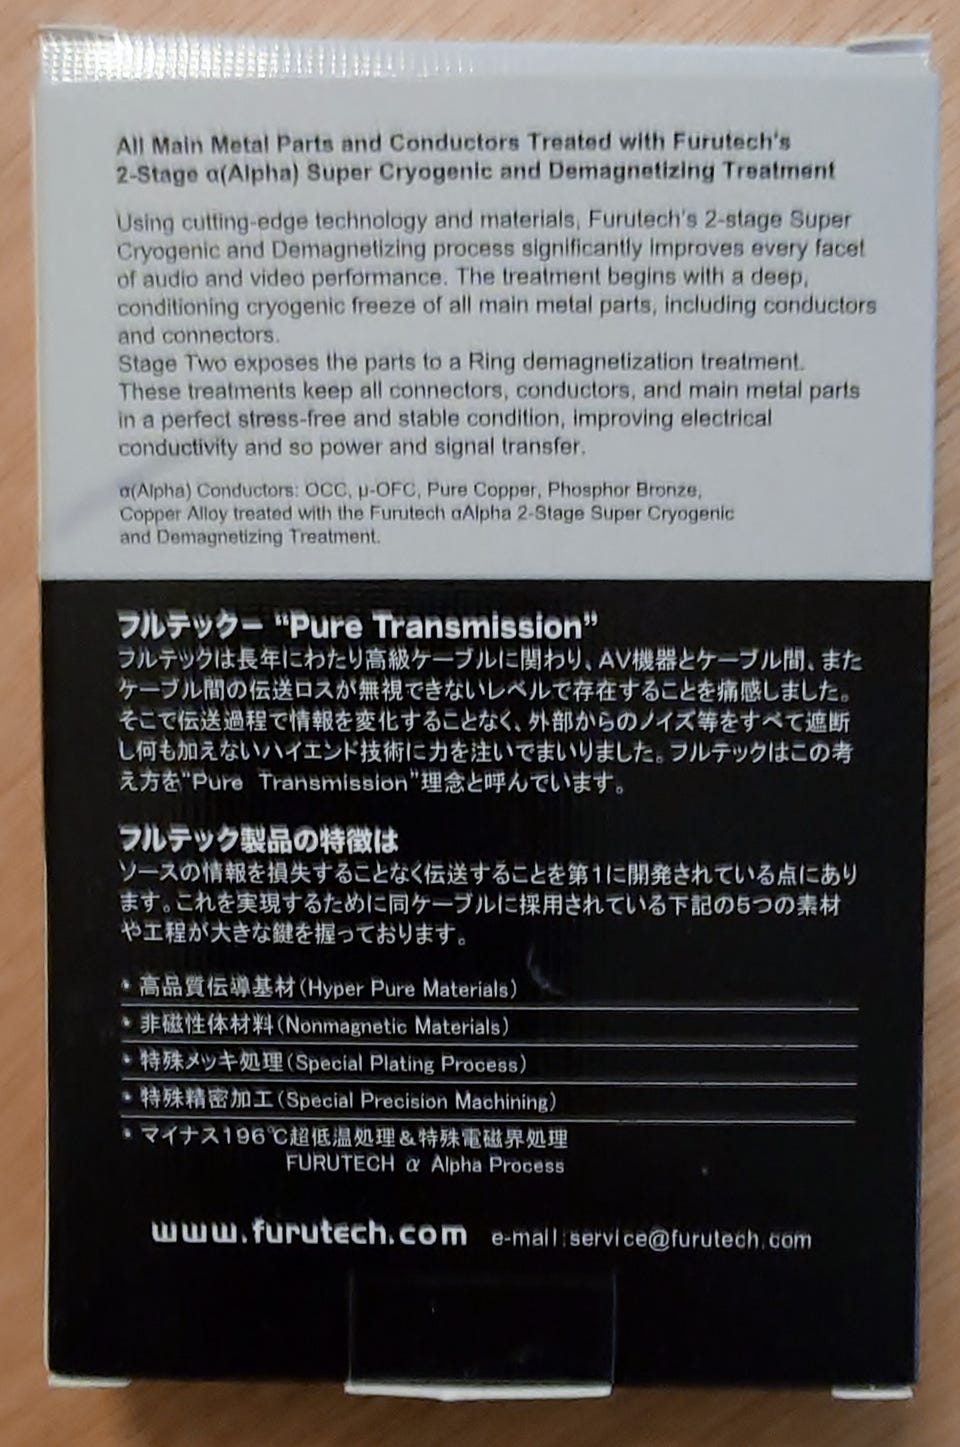 All Main Metal Parts and Conductors Treated with Furutech's
2-Stage α(Alpha) Super Cryogenic and Demagnetizing Treatment
Using cutting-edge technology and materials, Furutech's 2-stage Super
Cryogenic and Demagnetizing process significantly improves every facet
of audio and video performance. The treatment begins with a deep,
conditioning cryogenic freeze of all main metal parts, including conductors
and connectors.
Stage Two exposes the parts to a Ring demagnetization treatment.
These treatments keep all connectors, conductors, and main metal parts
in a perfect stress-free and stable condition, improving electrical
conductivity and so power and signal transfer.
α(Alpha) Conductors: OCC, μ-OFC, Pure Copper, Phosphor Bronze,
Copper Alloy treated with the Furutech αAlpha 2-Stage Super Cryogenic
and Demagnetizing Treatment.
フルテックー “Pure Transmission”
フルテックは長年にわたり高級ケーブルに関わり、AV機器とケーブル間、また
ケーブル間の伝送ロスが無視できないレベルで存在することを痛感しました。
そこで伝送過程で情報を変化することなく、外部からのノイズ等をすべて遮断
し何も加えないハイエンド技術に力を注いでまいりました。フルテックはこの考
え方を“Pure Transmission”理念と呼んでいます。
フルテック製品の特徴は
ソースの情報を損失することなく伝送することを第1に開発されている点にあり
ます。これを実現するために同ケーブルに採用されている下記の5つの素材
や工程が大きな鍵を握っております。
・高品質伝導基材(Hyper Pure Materials)
・非磁性体材料(Nonmagnetic Materials)
・特殊メッキ処理(Special Plating Process)
・特殊精密加工(Special Precision Machining)
・マイナス196℃超低温処理&特殊電磁界処理
FURUTECH α Alpha Process
www.furutech.com e-mail:service@furutech.com